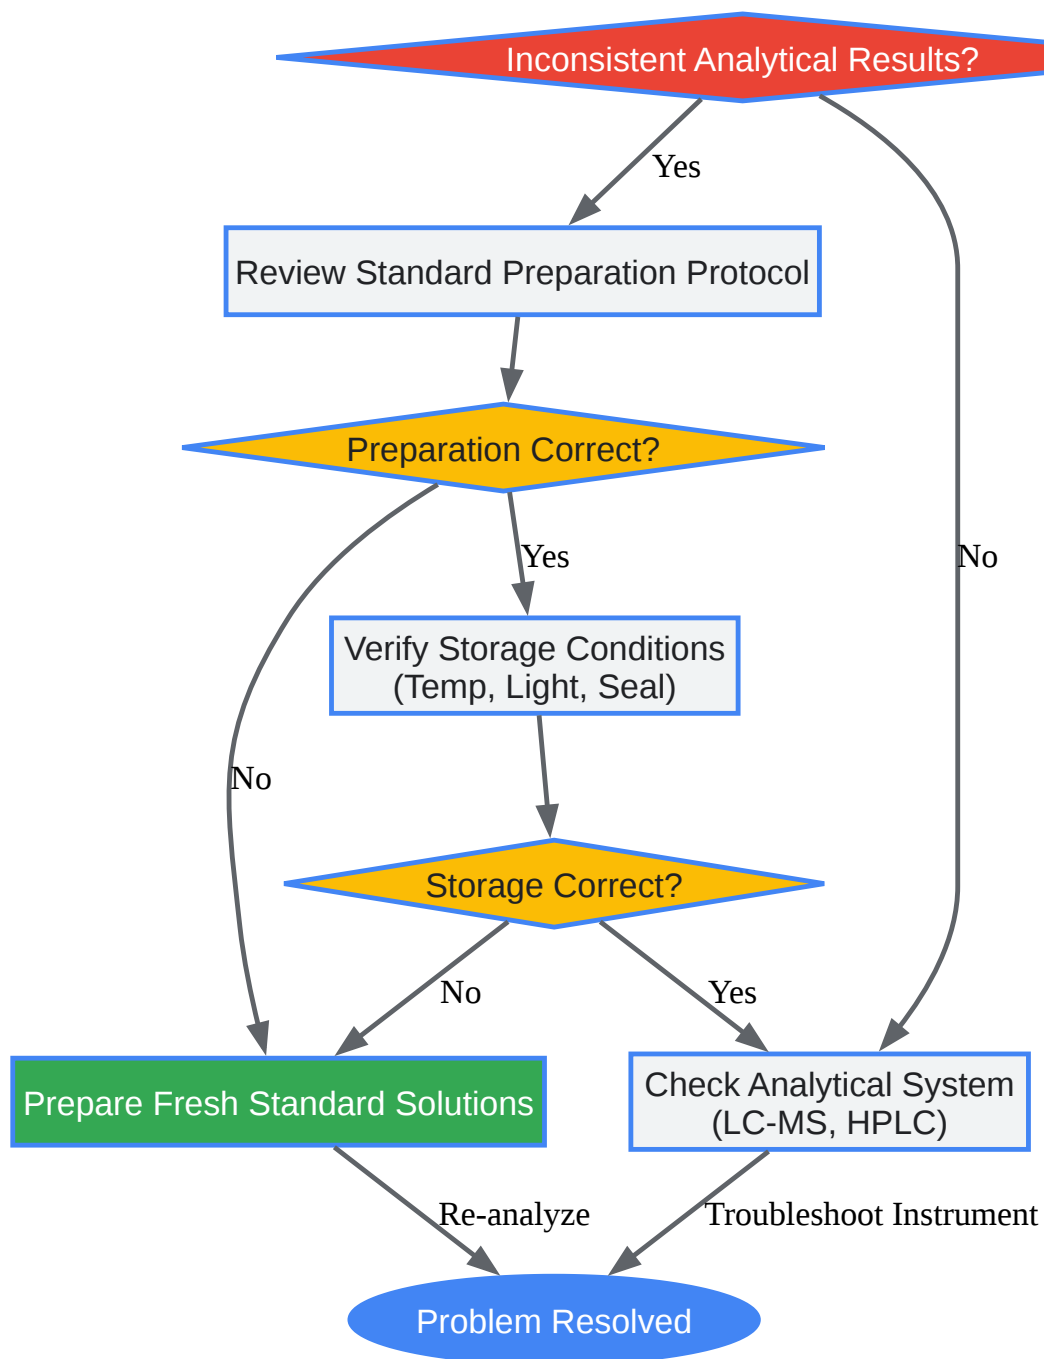 Inconsistent Analytical Results?
Yes
Review Standard Preparation Protocol
Preparation Correct?
Yes
No
Verify Storage Conditions
(Temp, Light, Seal)
No
Storage Correct?
No
Yes
Prepare Fresh Standard Solutions
Check Analytical System
(LC-MS, HPLC)
Re-analyze
Troubleshoot Instrument
Problem Resolved